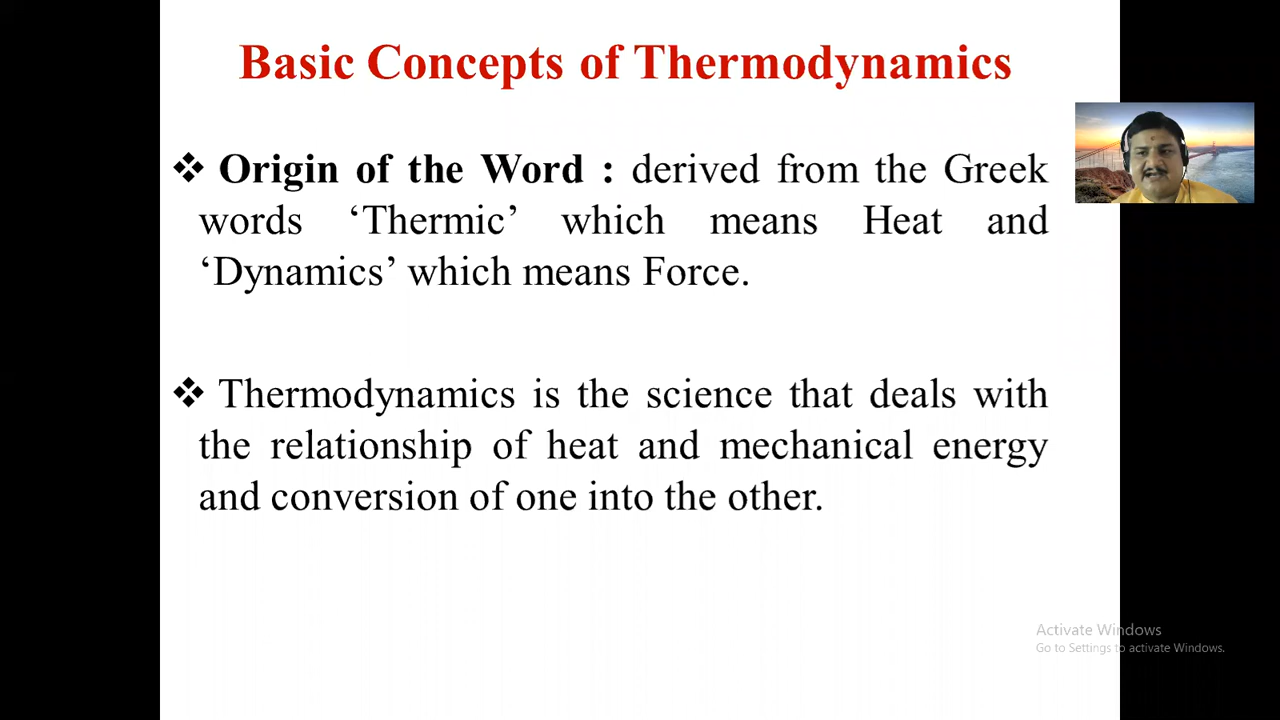 Basic Concepts of Thermodynamics
❖ Origin of the Word : derived from the Greek
words ‘Thermic’ which means Heat and
‘Dynamics’ which means Force.
❖ Thermodynamics is the science that deals with
the relationship of heat and mechanical energy
and conversion of one into the other.
Activate Windows
Go to Settings to activate Windows.